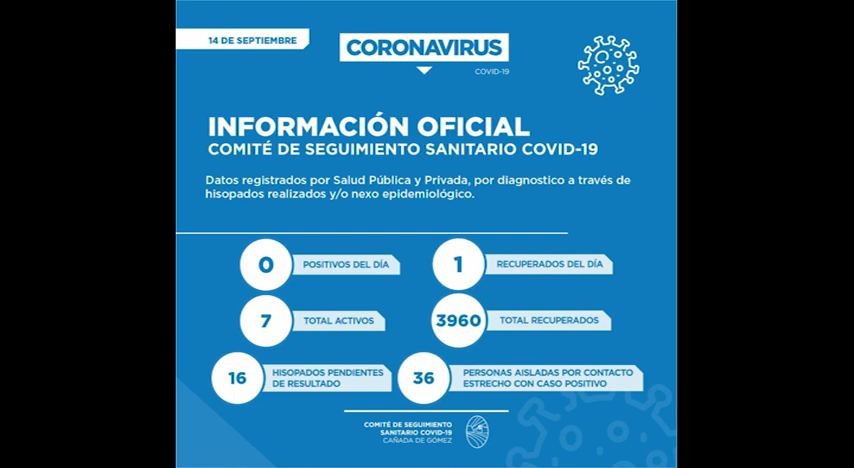 14 DE SEPTIEMBRE
CORONAVIRUS
COVID-19
INFORMACIÓN OFICIAL
COMITÉ DE SEGUIMIENTO SANITARIO COVID-19
Datos registrados por Salud Pública y Privada, por diagnostico a través de
hisopados realizados y/o nexo epidemiológico.
0 POSITIVOS DEL DÍA
1 RECUPERADOS DEL DÍA
7 TOTAL ACTIVOS
3960 TOTAL RECUPERADOS
16 HISOPADOS PENDIENTES
DE RESULTADO
36 PERSONAS AISLADAS POR CONTACTO
ESTRECHO CON CASO POSITIVO
COMITÉ DE SEGUIMIENTO
SANITARIO COVID-19
CAÑADA DE GÓMEZ